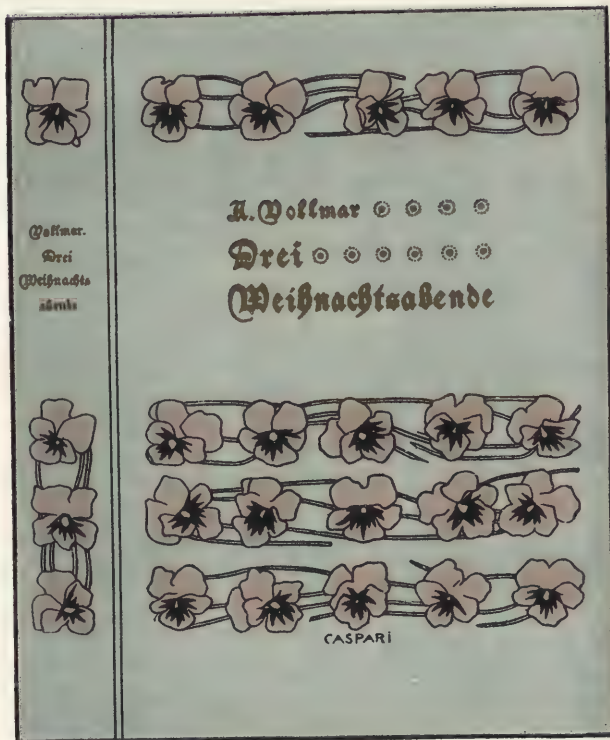 Vollmar.
Drei
Weihnachts
abende
A. Vollmar
Drei
Weihnachtsabende
CASPARI